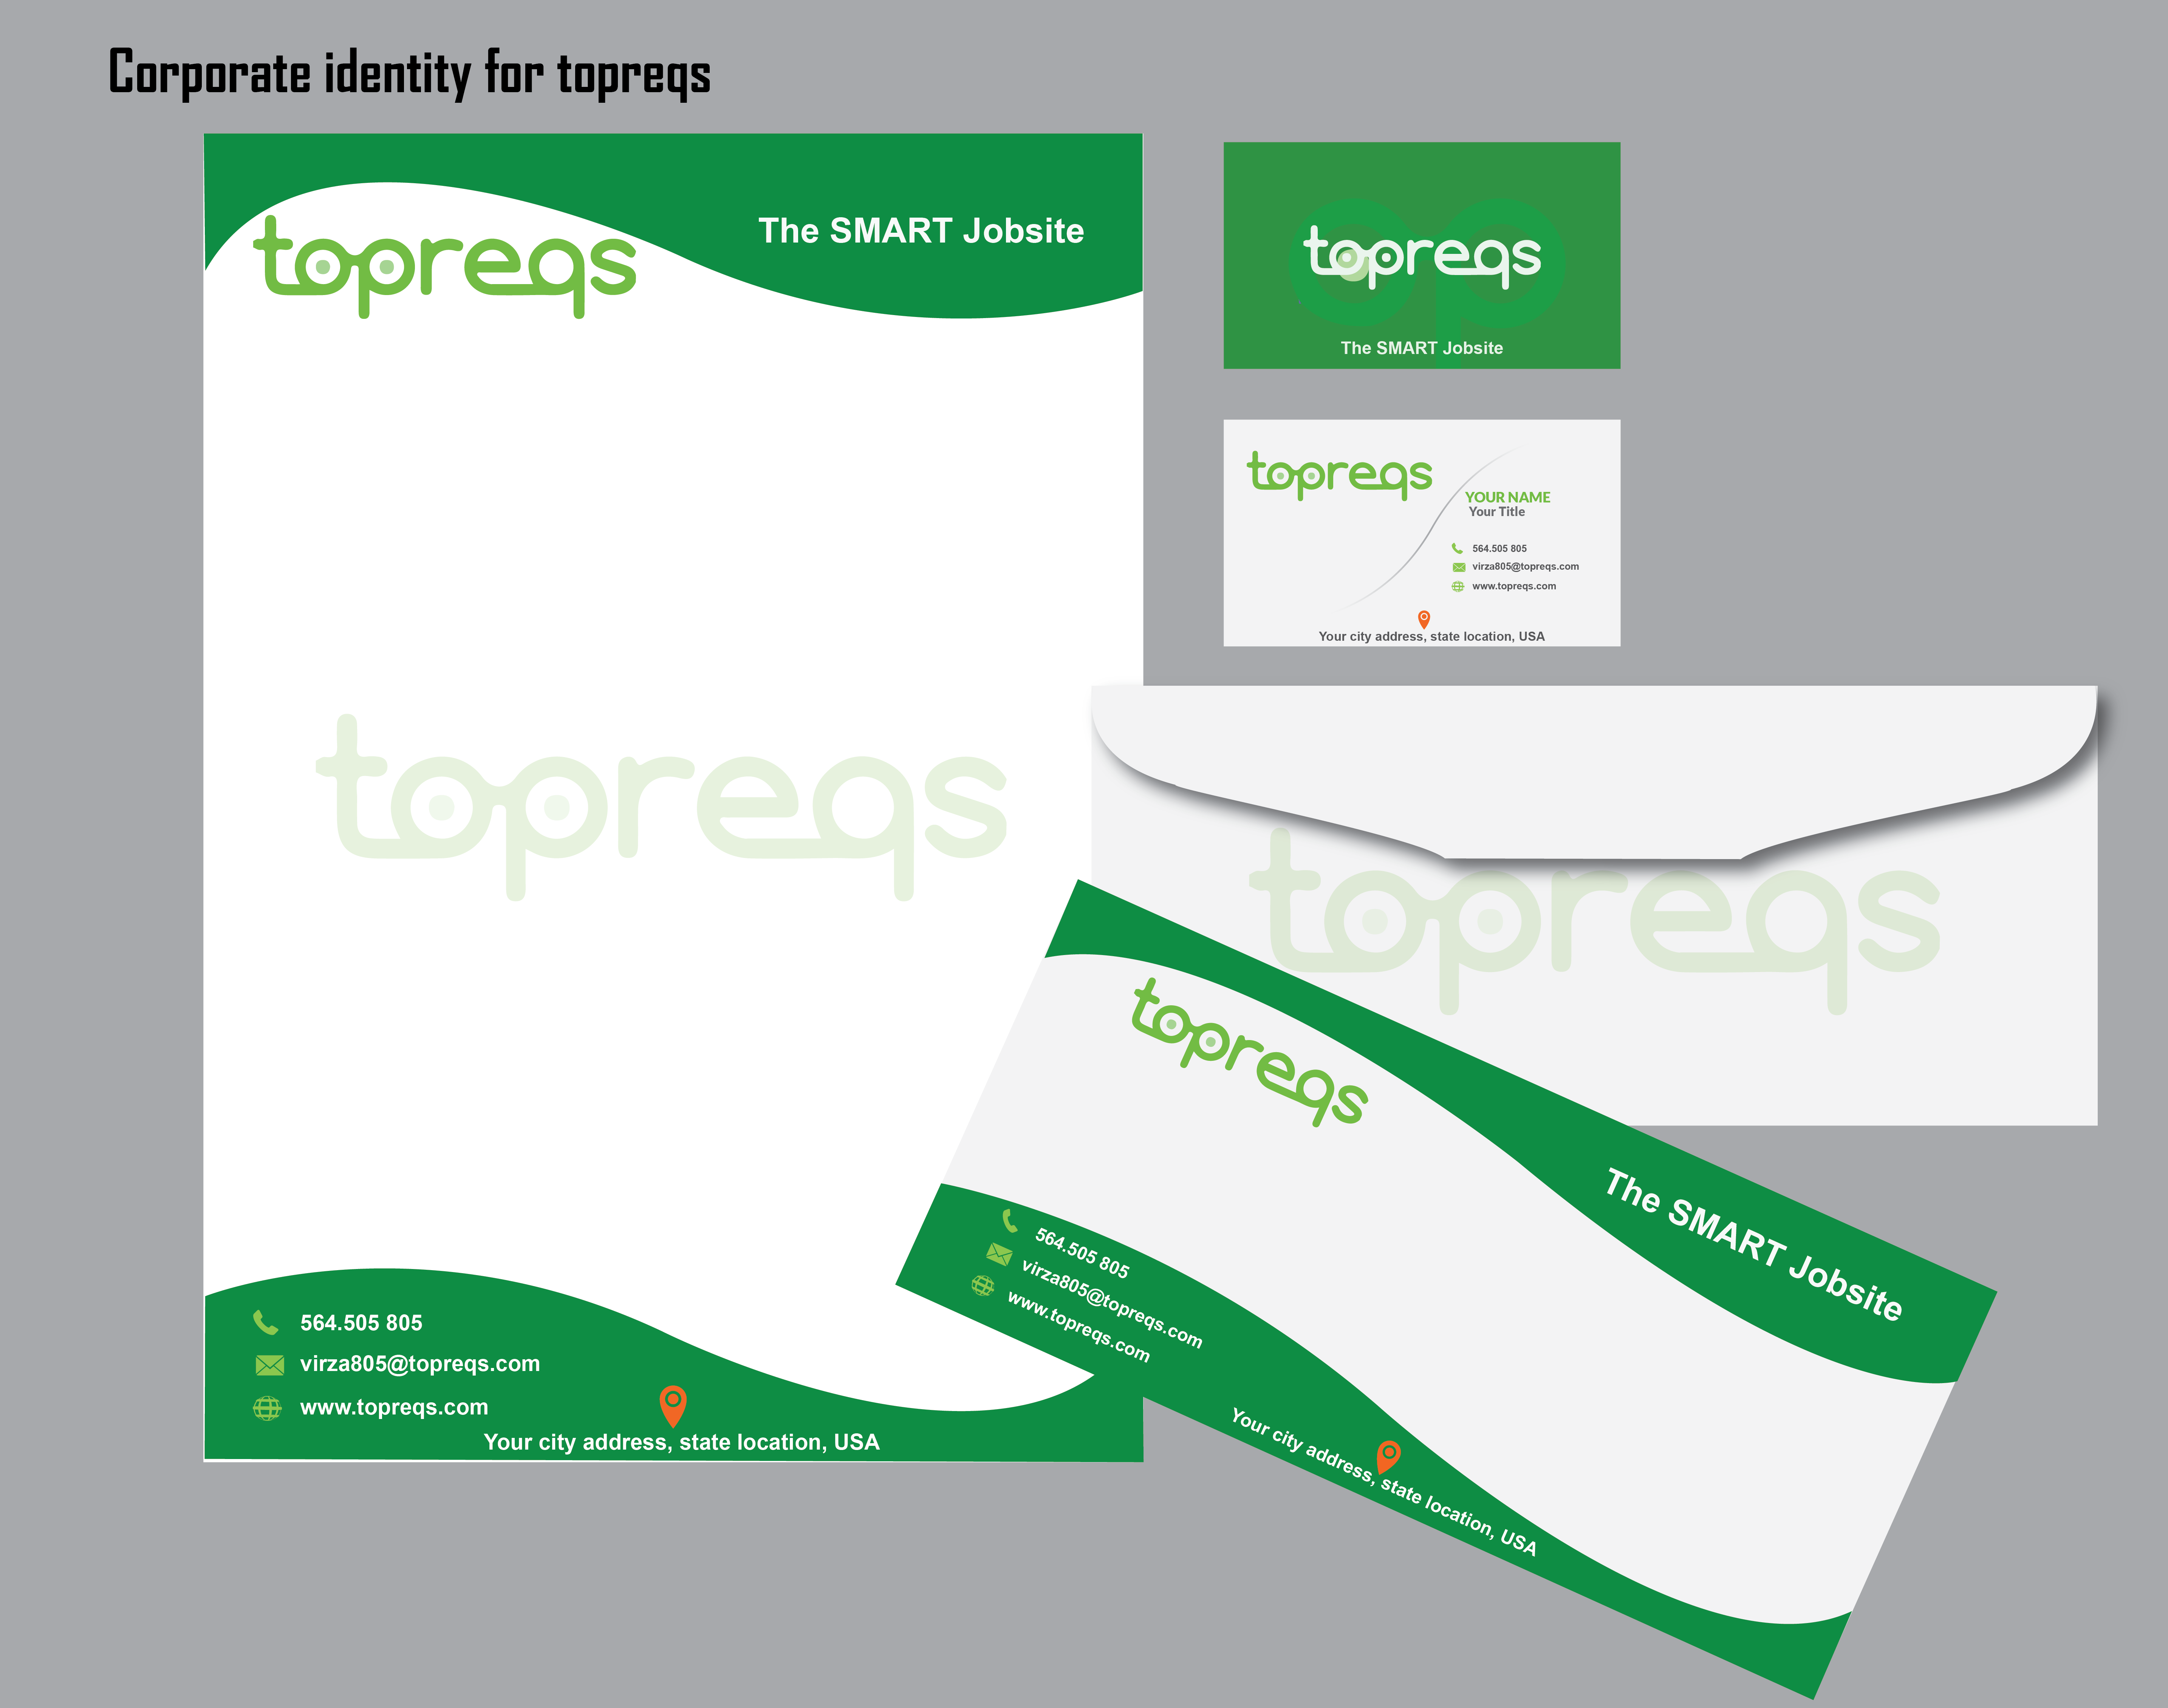 Corporate identity for topreqs
topreqs
The SMART Jobsite
topreqs
564.505 805
virza805@topreqs.com
www.topreqs.com
Your city address, state location, USA
topreqs
The SMART Jobsite
topreqs
YOUR NAME
Your Title
564.505 805
virza805@topreqs.com
www.topreqs.com
Your city address, state location, USA
topreqs
topreqs
The SMART Jobsite
564.505 805
virza805@topreqs.com
www.topreqs.com
Your city address, state location, USA